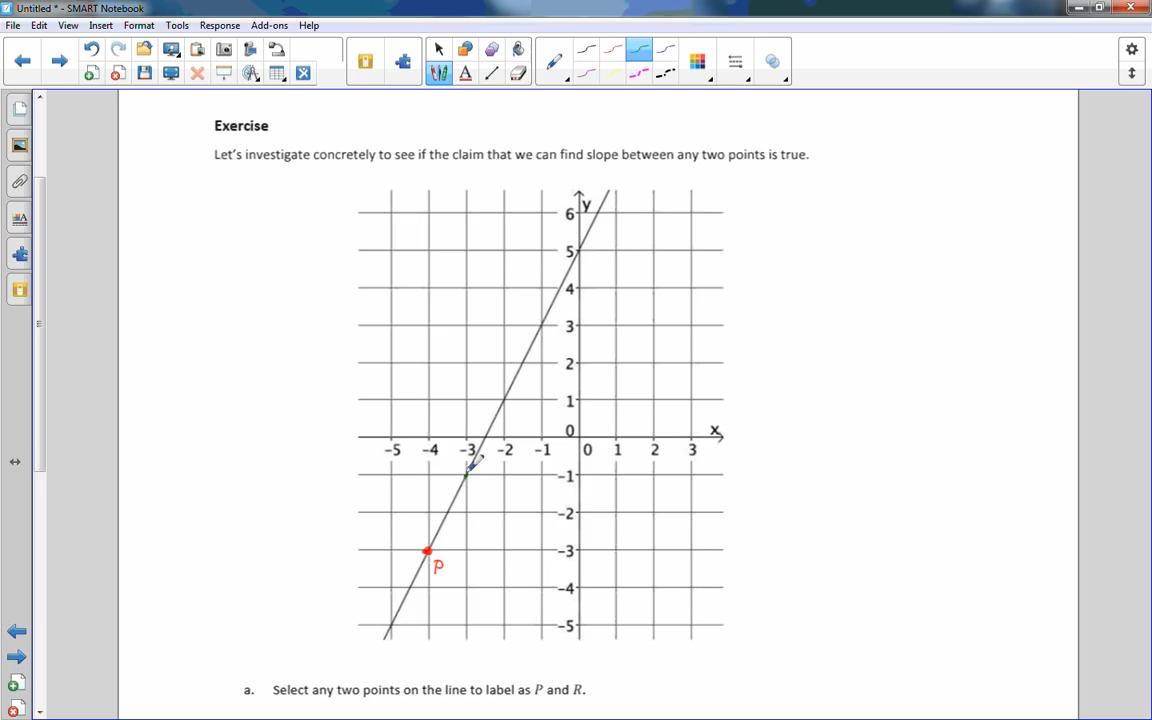 Untitled * - SMART Notebook
File Edit View Insert Format Tools Response Add-ons Help
Exercise
Let's investigate concretely to see if the claim that we can find slope between any two points is true.
y
6
5
4
3
2
1
0
x
-5 -4 -3 -2 -1 0 1 2 3
-1
-2
-3
P
-4
-5
a. Select any two points on the line to label as P and R.